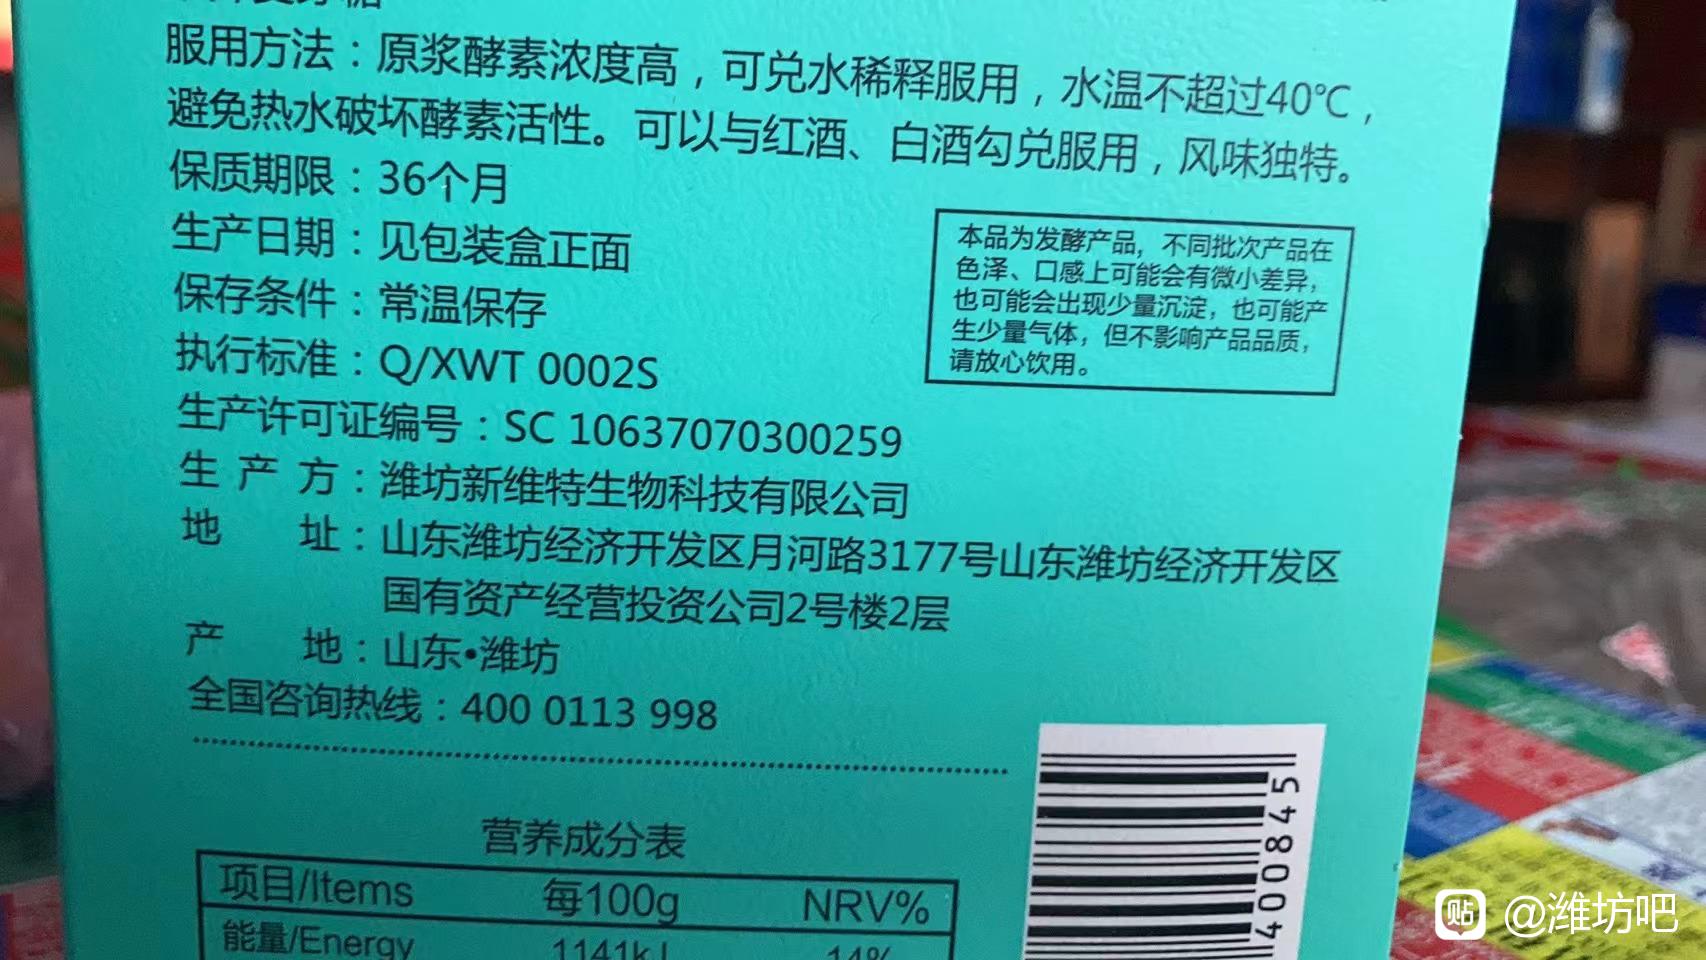 服用方法：原浆酵素浓度高，可兑水稀释服用，水温不超过40℃，
避免热水破坏酵素活性。可以与红酒、白酒勾兑服用，风味独特。
保质期限：36个月
生产日期：见包装盒正面
保存条件：常温保存
执行标准：Q/XWT 0002S
生产许可证编号：SC 10637070300259
生 产 方：潍坊新维特生物科技有限公司
地 址：山东潍坊经济开发区月河路3177号山东潍坊经济开发区
国有资产经营投资公司2号楼2层
产 地：山东•潍坊
全国咨询热线：400 0113 998
本品为发酵产品，不同批次产品在
色泽、口感上可能会有微小差异，
也可能会出现少量沉淀，也可能产
生少量气体，但不影响产品品质，
请放心饮用。
营养成分表
项目/Items 每100g NRV%
能量/Energy 1141kJ 14%
400845
贴 @潍坊吧